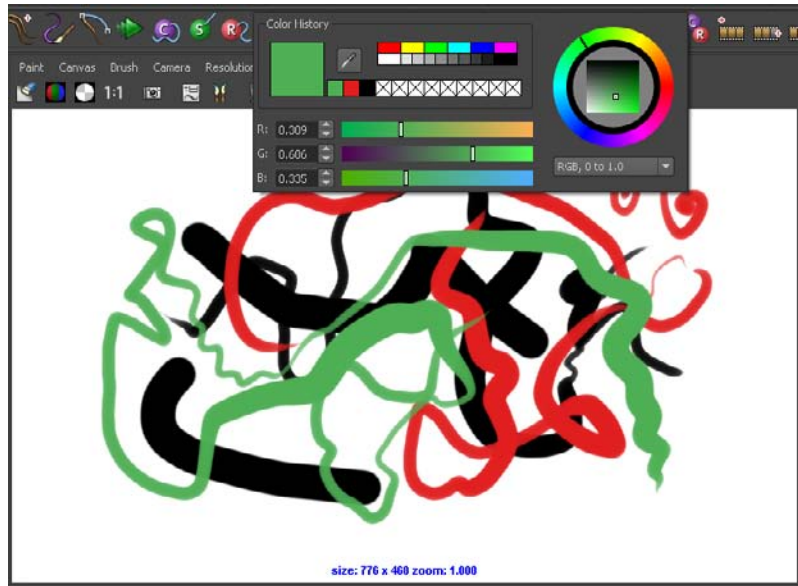 Color History
C S R R
Paint Canvas Brush Camera Resolution
1:1
R: 0.309
G: 0.686
B: 0.335
RGB, 0 to 1.0
size: 776 x 460 zoom: 1.000